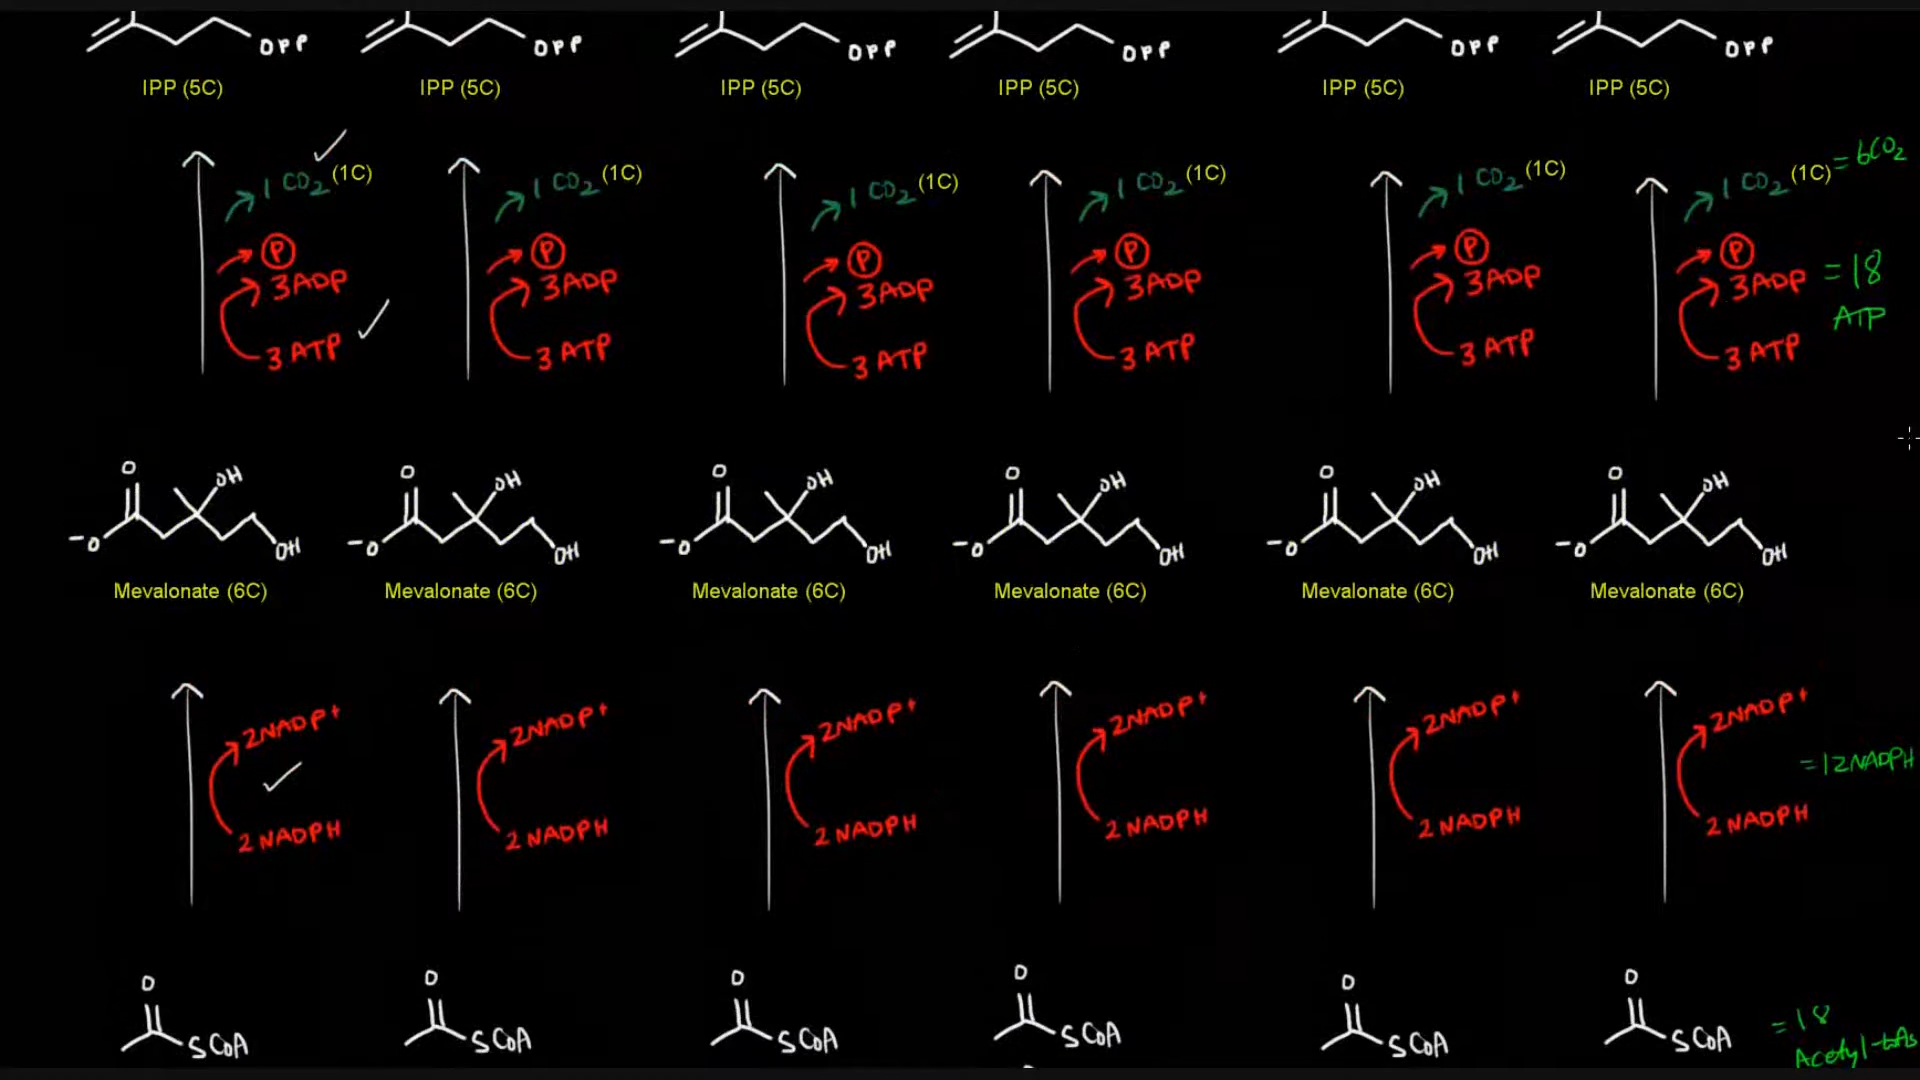 OPP OPP OPP OPP OPP OPP
IPP (5C) IPP (5C) IPP (5C) IPP (5C) IPP (5C) IPP (5C)
1 CO2 (1C) 1 CO2 (1C) 1 CO2 (1C) 1 CO2 (1C) 1 CO2 (1C) 1 CO2 (1C) = 6CO2
P P P P P P
3ADP 3ADP 3ADP 3ADP 3ADP 3ADP = 18
ATP
3 ATP 3 ATP 3 ATP 3 ATP 3 ATP 3 ATP
O OH O OH O OH O OH O OH O OH
-O OH -O OH -O OH -O OH -O OH -O OH
Mevalonate (6C) Mevalonate (6C) Mevalonate (6C) Mevalonate (6C) Mevalonate (6C) Mevalonate (6C)
2NADP+ 2NADP+ 2NADP+ 2NADP+ 2NADP+ 2NADP+
= 12NADPH
2 NADPH 2 NADPH 2 NADPH 2 NADPH 2 NADPH 2 NADPH
O O O O O O
SCoA SCoA SCoA SCoA SCoA SCoA = 18
Acetyl-CoAs